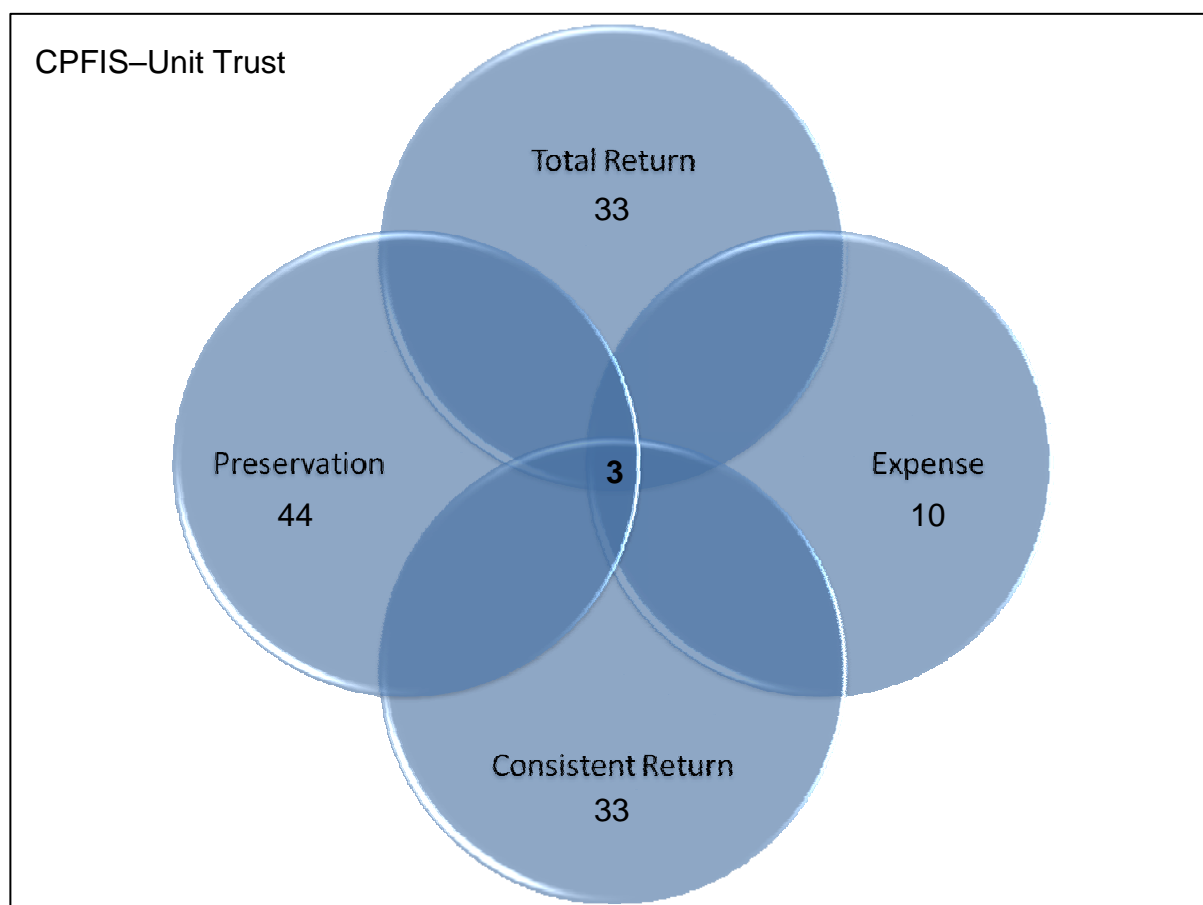 CPFIS–Unit Trust
Total Return
33
Preservation
44
3
Expense
10
Consistent Return
33